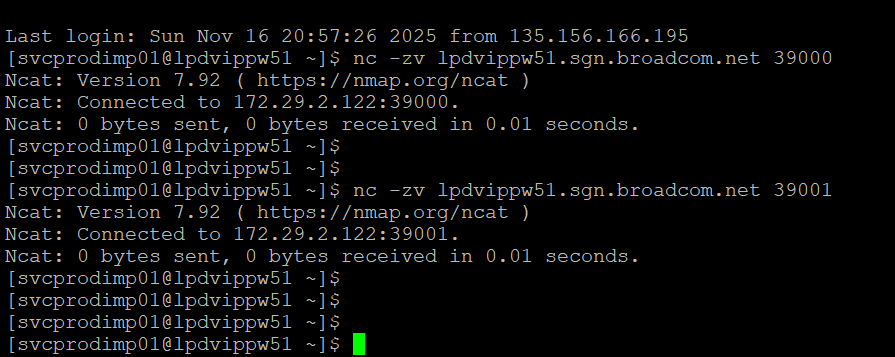 Last login: Sun Nov 16 20:57:26 2025 from 135.156.166.195
[svcprodimp01@lpdvippw51 ~]$ nc -zv lpdvippw51.sgn.broadcom.net 39000
Ncat: Version 7.92 ( https://nmap.org/ncat )
Ncat: Connected to 172.29.2.122:39000.
Ncat: 0 bytes sent, 0 bytes received in 0.01 seconds.
[svcprodimp01@lpdvippw51 ~]$
[svcprodimp01@lpdvippw51 ~]$
[svcprodimp01@lpdvippw51 ~]$ nc -zv lpdvippw51.sgn.broadcom.net 39001
Ncat: Version 7.92 ( https://nmap.org/ncat )
Ncat: Connected to 172.29.2.122:39001.
Ncat: 0 bytes sent, 0 bytes received in 0.01 seconds.
[svcprodimp01@lpdvippw51 ~]$
[svcprodimp01@lpdvippw51 ~]$
[svcprodimp01@lpdvippw51 ~]$
[svcprodimp01@lpdvippw51 ~]$